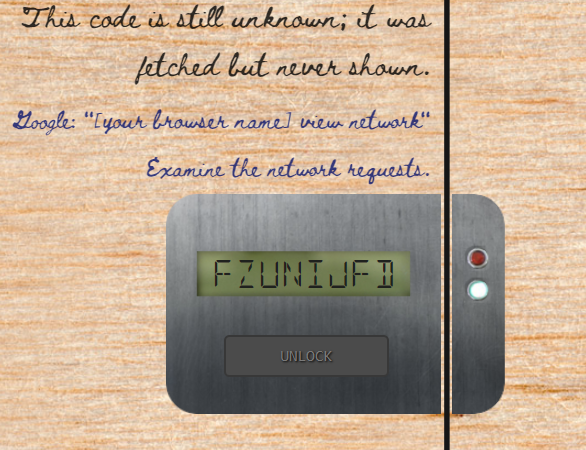 This code is still unknown; it was
fetched but never shown.
Google: "[your browser name] view network"
Examine the network requests.
FZUNIJFD
UNLOCK